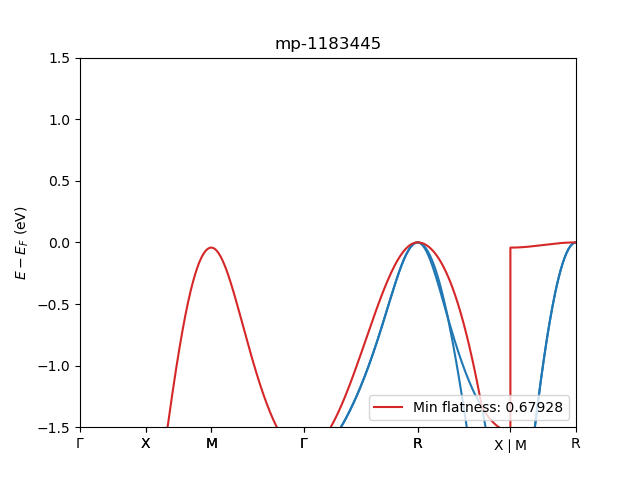 mp-1183445
E − E_F (eV)
1.5
1.0
0.5
0.0
−0.5
−1.0
−1.5
Min flatness: 0.67928
Γ X M Γ R X | M R